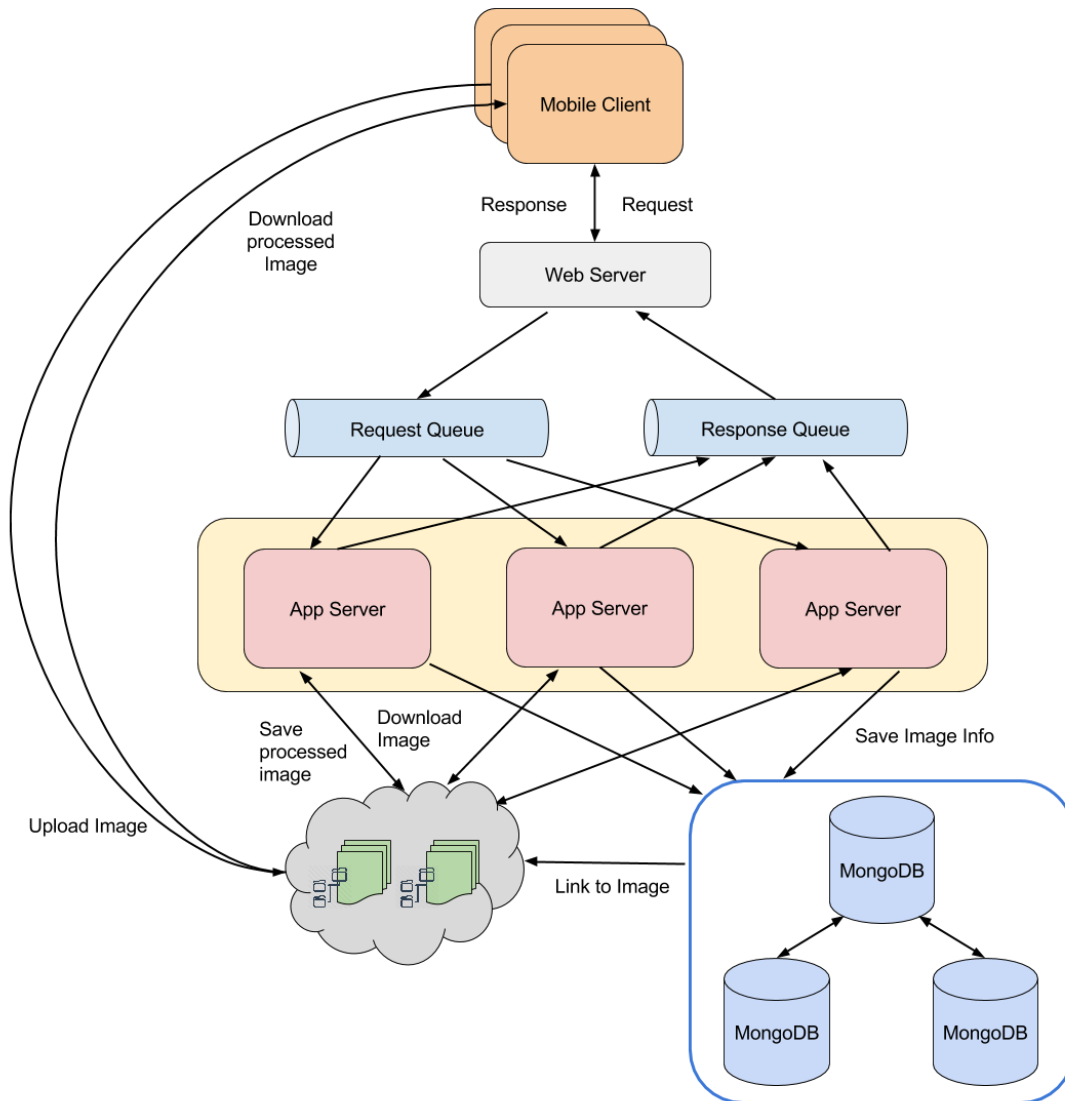 Mobile Client
Response
Request
Download
processed
Image
Web Server
Request Queue
Response Queue
App Server
App Server
App Server
Save
processed
image
Download
Image
Save Image Info
Upload Image
Link to Image
MongoDB
MongoDB
MongoDB